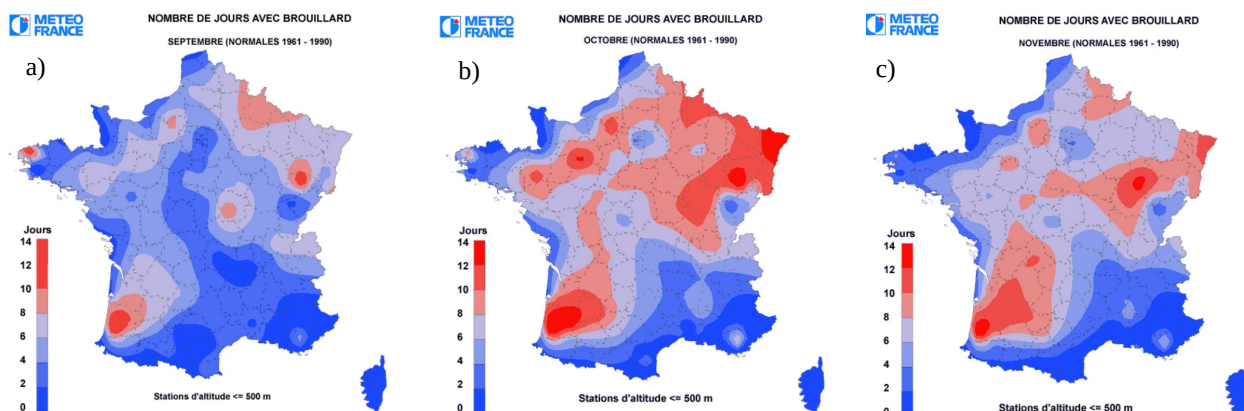 METEO
FRANCE
NOMBRE DE JOURS AVEC BROUILLARD
SEPTEMBRE (NORMALES 1961 - 1990)
a)
Jours
14
12
10
8
6
4
2
0
Stations d'altitude <= 500 m
METEO
FRANCE
NOMBRE DE JOURS AVEC BROUILLARD
OCTOBRE (NORMALES 1961 - 1990)
b)
Jours
14
12
10
8
6
4
2
0
Stations d'altitude <= 500 m
METEO
FRANCE
NOMBRE DE JOURS AVEC BROUILLARD
NOVEMBRE (NORMALES 1961 - 1990)
c)
Jours
14
12
10
8
6
4
2
0
Stations d'altitude <= 500 m